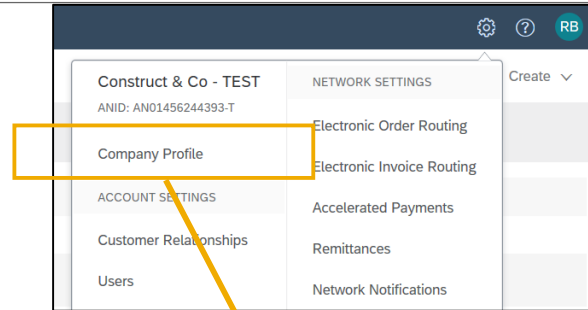 RB
Create
Construct & Co - TEST
ANID: AN01456244393-T
Company Profile
ACCOUNT SETTINGS
Customer Relationships
Users
NETWORK SETTINGS
Electronic Order Routing
Electronic Invoice Routing
Accelerated Payments
Remittances
Network Notifications